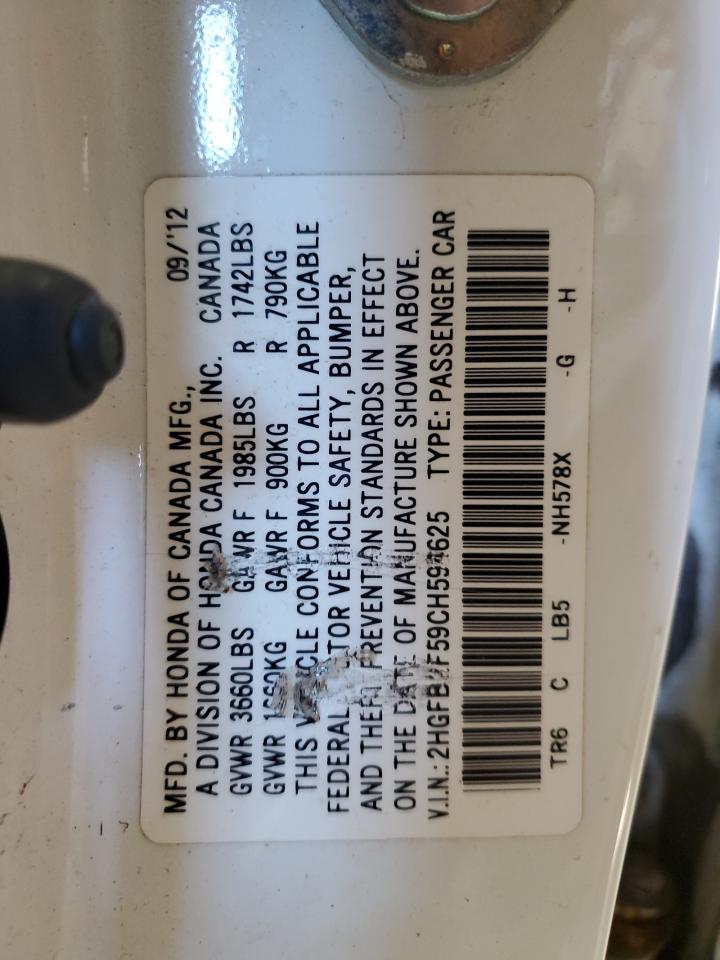 MFD. BY HONDA OF CANADA MFG., 09/'12
A DIVISION OF HONDA CANADA INC. CANADA
GVWR 3660LBS GAWR F 1985LBS R 1742LBS
GVWR GAWR F 900KG R 790KG
THIS VEHICLE CONFORMS TO ALL APPLICABLE
FEDERAL MOTOR VEHICLE SAFETY, BUMPER,
AND THEFT PREVENTION STANDARDS IN EFFECT
ON THE DATE OF MANUFACTURE SHOWN ABOVE.
V.I.N.: TYPE: PASSENGER CAR
TR6 C LB5 -NH578X -G -H